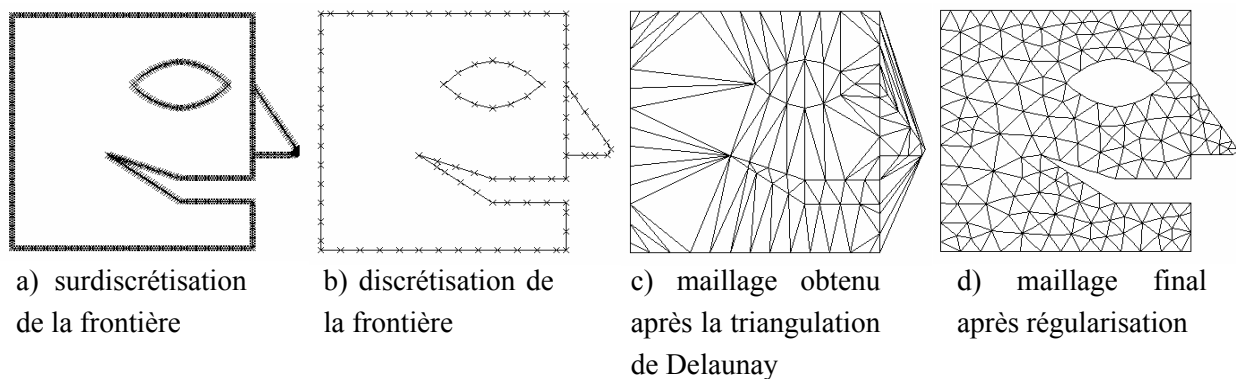 a) surdiscrétisation
de la frontière
b) discrétisation de
la frontière
c) maillage obtenu
après la triangulation
de Delaunay
d) maillage final
après régularisation